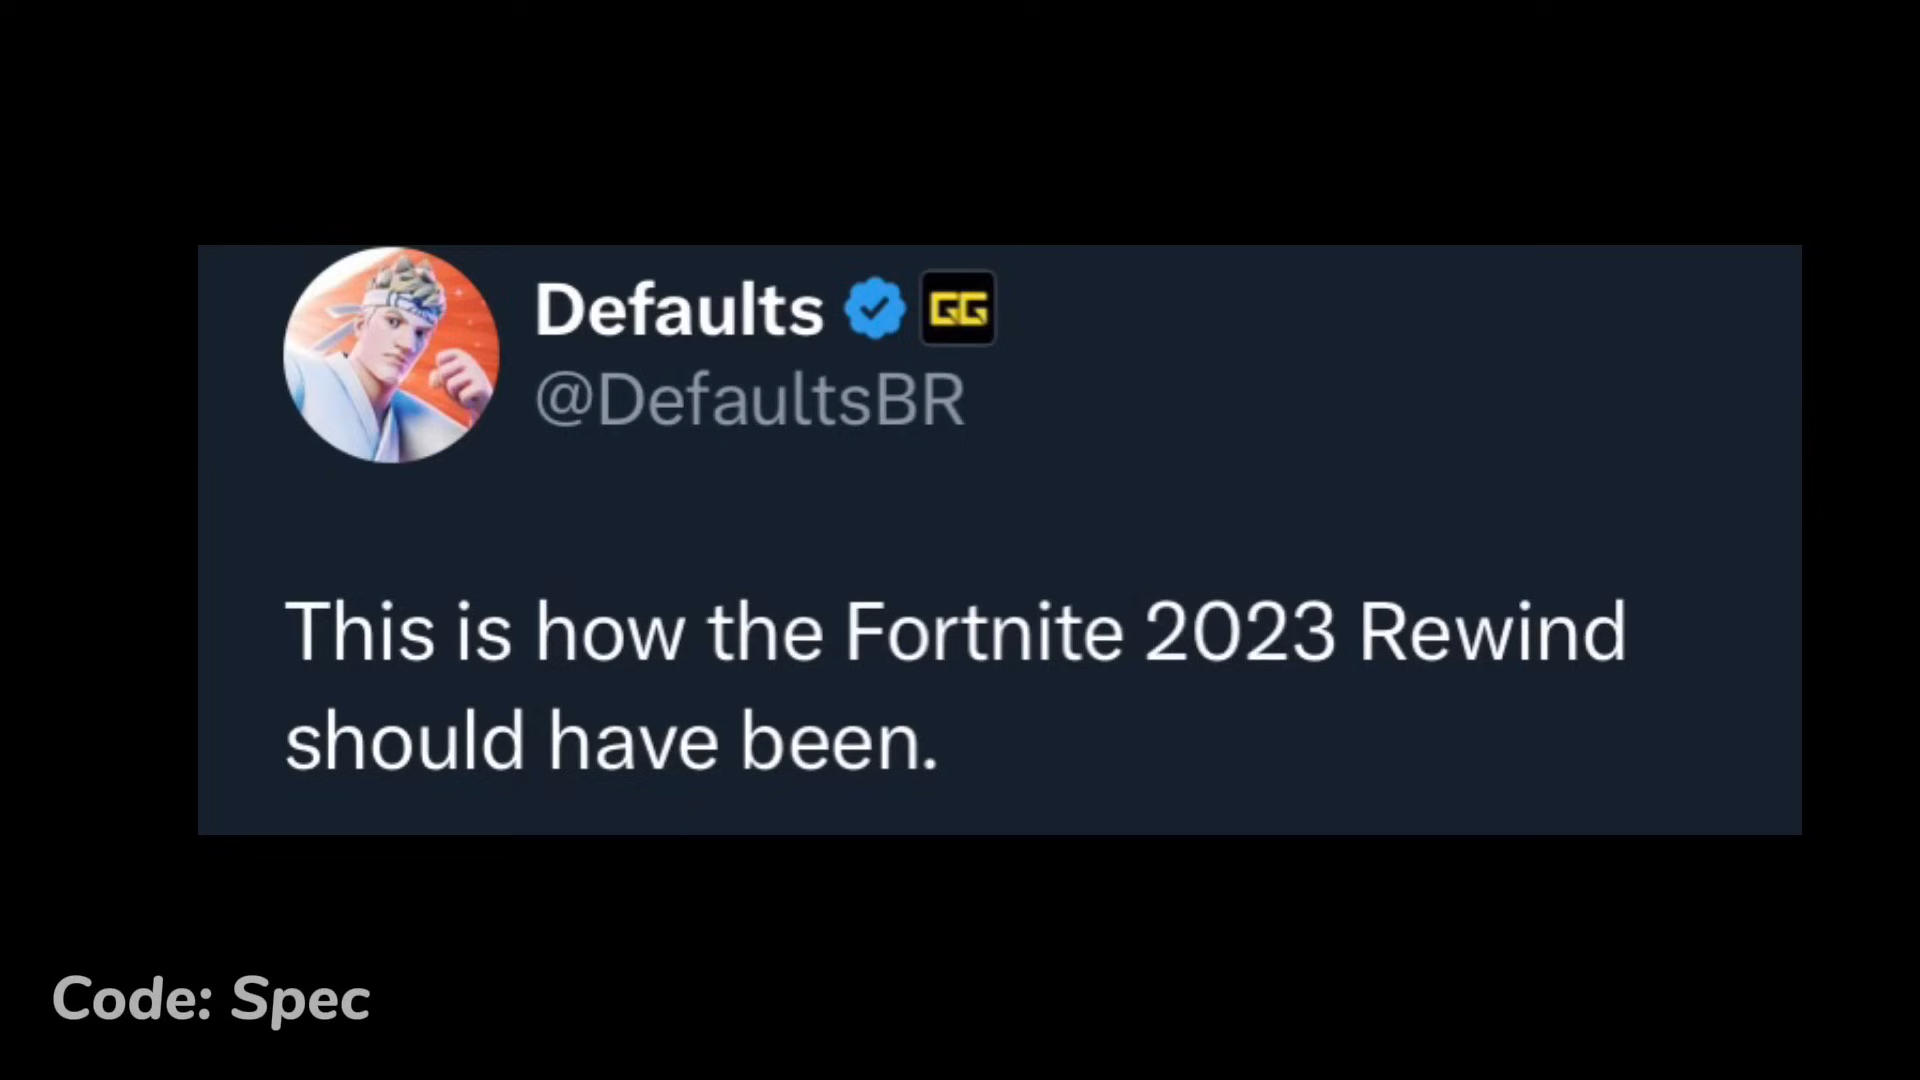 Defaults GG
@DefaultsBR
This is how the Fortnite 2023 Rewind
should have been.
Code: Spec